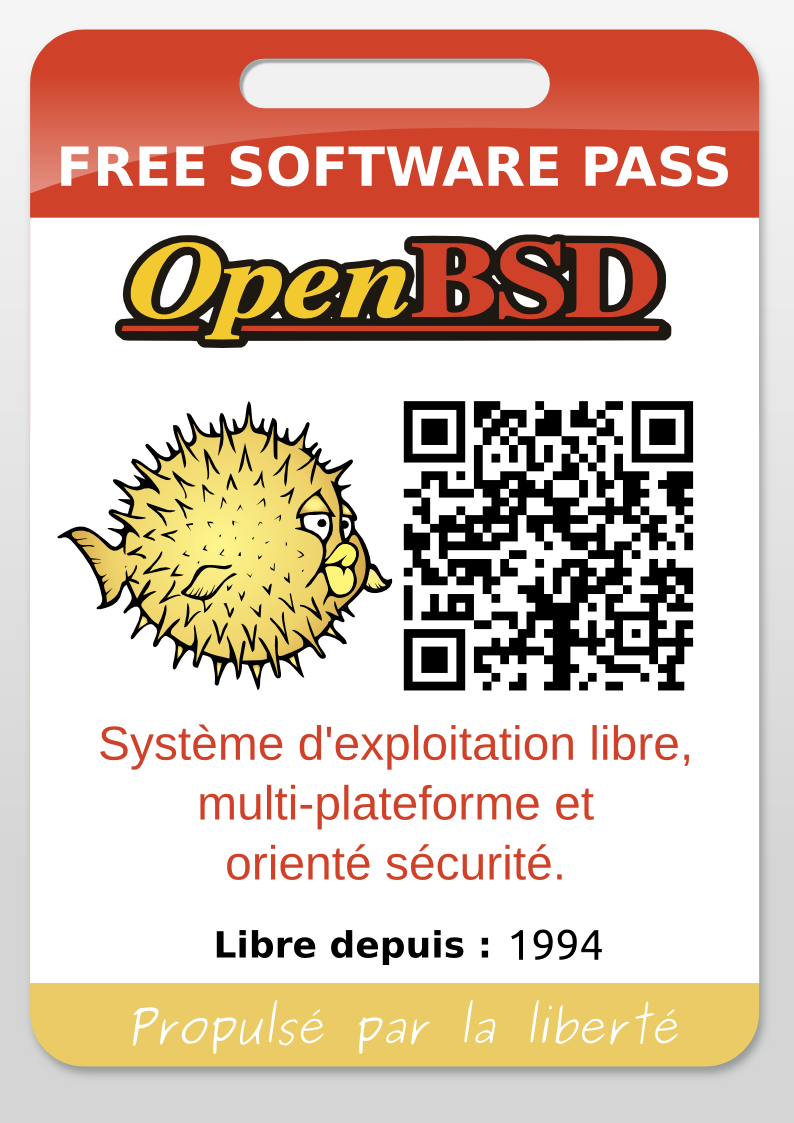 FREE SOFTWARE PASS
OpenBSD
Système d'exploitation libre,
multi-plateforme et
orienté sécurité.
Libre depuis : 1994
Propulsé par la liberté